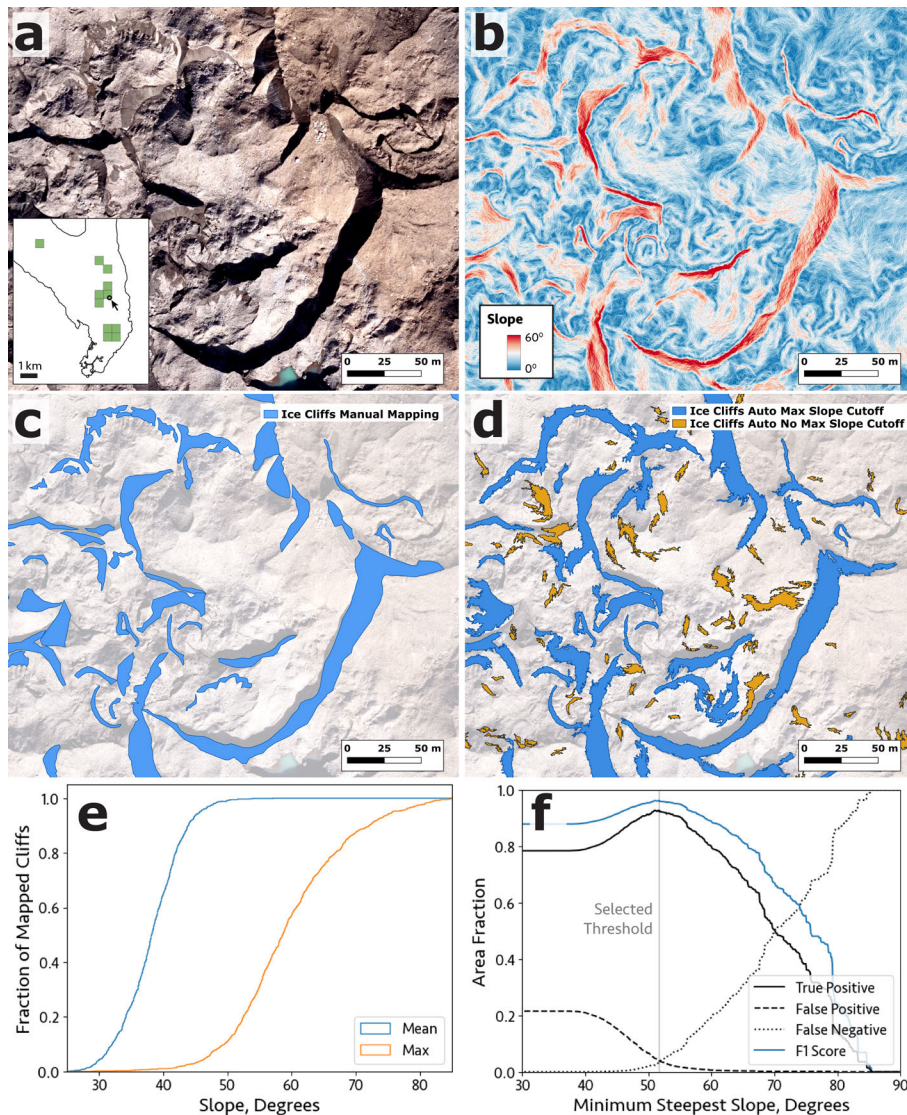 a
1 km
0 25 50 m
b
Slope
60°
0°
0 25 50 m
c
Ice Cliffs Manual Mapping
0 25 50 m
d
Ice Cliffs Auto Max Slope Cutoff
Ice Cliffs Auto No Max Slope Cutoff
0 25 50 m
e
1.0
0.8
0.6
0.4
0.2
0.0
Fraction of Mapped Cliffs
Mean
Max
30 40 50 60 70 80
Slope, Degrees
f
1.0
0.8
0.6
0.4
0.2
0.0
Area Fraction
Selected
Threshold
True Positive
False Positive
False Negative
F1 Score
30 40 50 60 70 80 90
Minimum Steepest Slope, Degrees